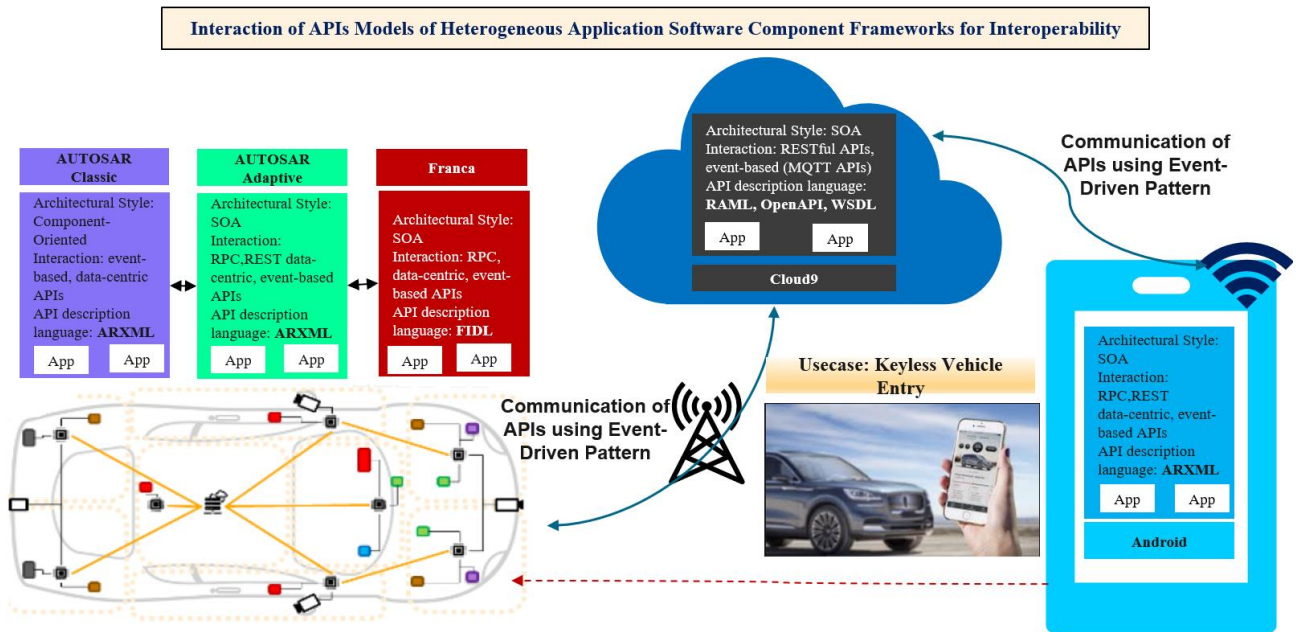 Interaction of APIs Models of Heterogeneous Application Software Component Frameworks for Interoperability
AUTOSAR
Classic
Architectural Style:
Component-
Oriented
Interaction: event-
based, data-centric
APIs
API description
language: ARXML
App
App
AUTOSAR
Adaptive
Architectural Style:
SOA
Interaction:
RPC,REST data-
centric, event-based
APIs
API description
language: ARXML
App
App
Franca
Architectural Style:
SOA
Interaction: RPC,
data-centric, event-
based APIs
API description
language: FIDL
App
App
Architectural Style: SOA
Interaction: RESTful APIs,
event-based (MQTT APIs)
API description language:
RAML, OpenAPI, WSDL
App
App
Cloud9
Communication of
APIs using Event-
Driven Pattern
Communication of
APIs using Event-
Driven Pattern
Usecase: Keyless Vehicle
Entry
Architectural Style:
SOA
Interaction:
RPC,REST
data-centric, event-
based APIs
API description
language: ARXML
App
App
Android